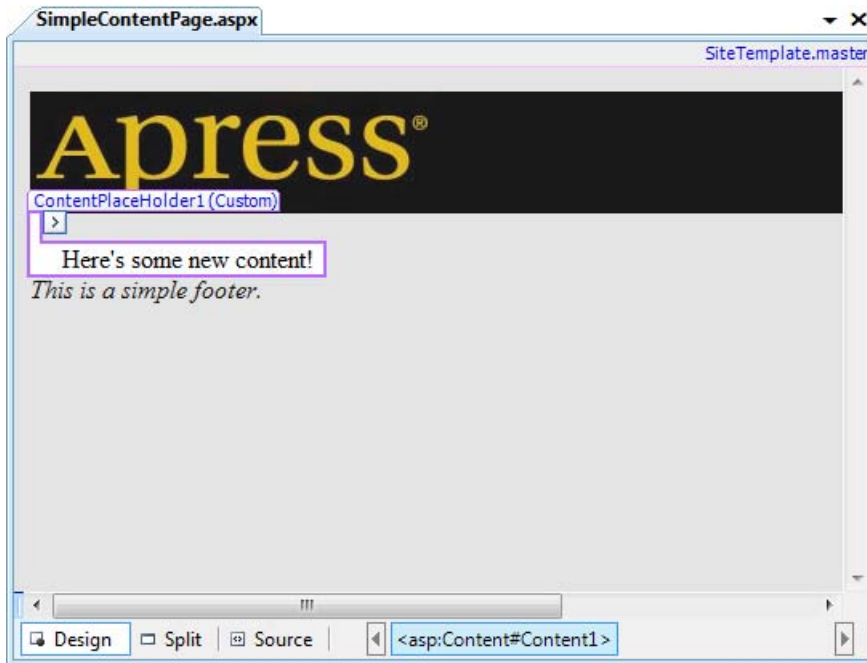 SimpleContentPage.aspx
SiteTemplate.master
Apress®
ContentPlaceHolder1 (Custom)
Here's some new content!
This is a simple footer.
Design Split Source <asp:Content#Content1>